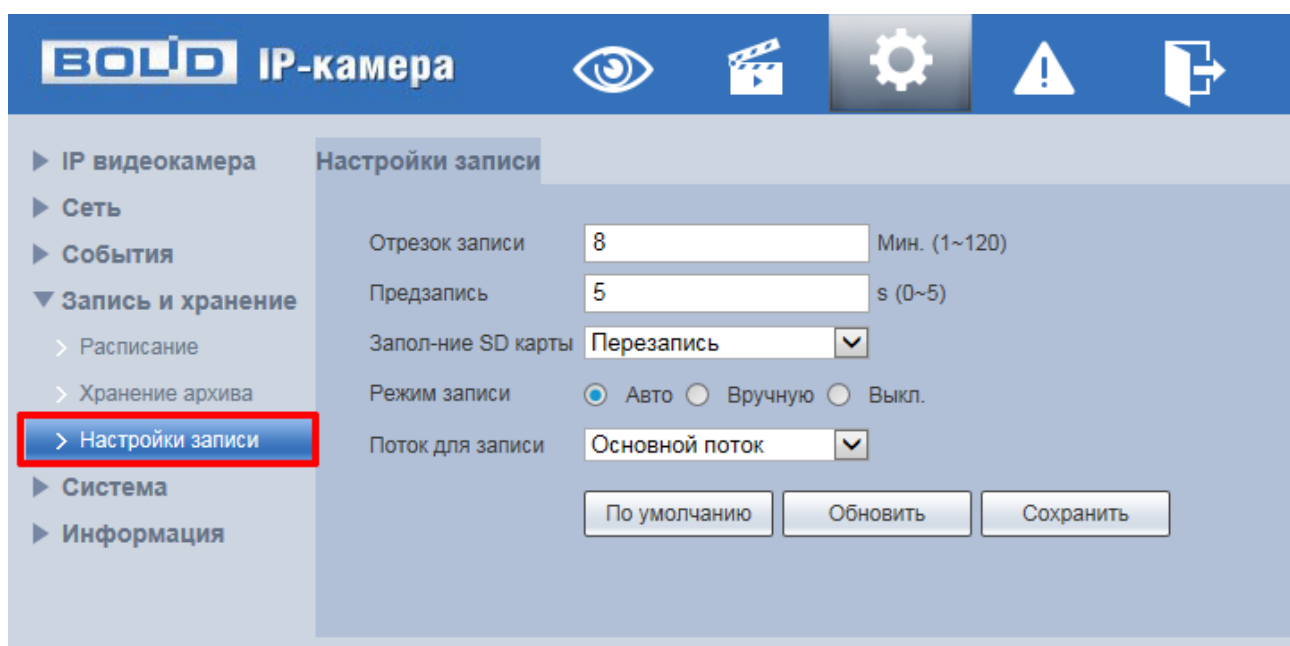 BOLID IP-камера
IP видеокамера
Сеть
События
Запись и хранение
Расписание
Хранение архива
Настройки записи
Система
Информация
Настройки записи
Отрезок записи 8 Мин. (1~120)
Предзапись 5 s (0~5)
Запол-ние SD карты Перезапись
Режим записи Авто Вручную Выкл.
Поток для записи Основной поток
По умолчанию Обновить Сохранить